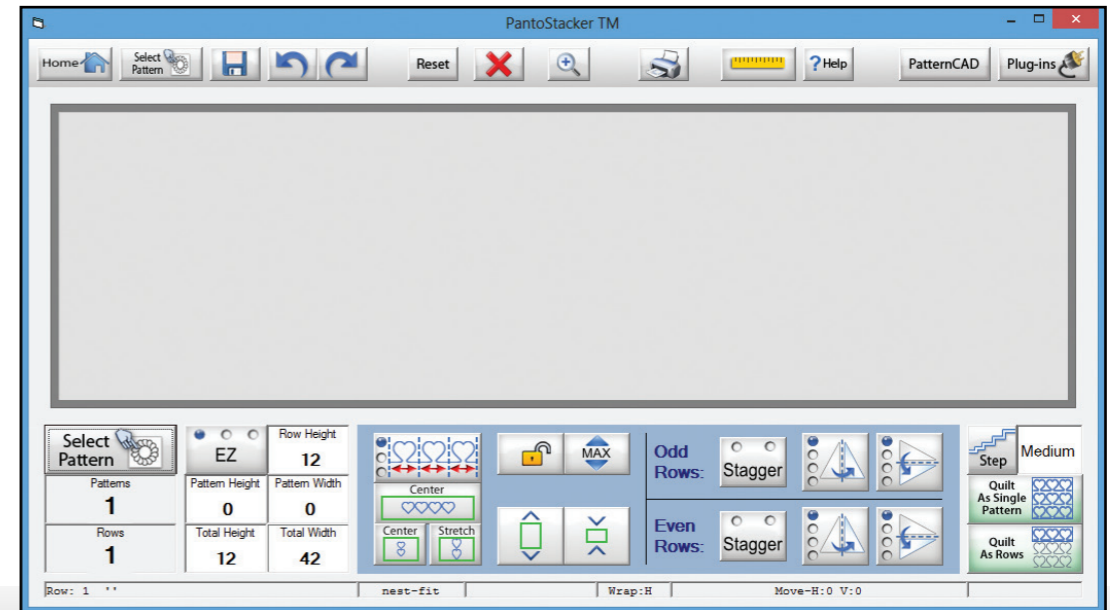 PantoStacker TM
Home
Select
Pattern
Reset
? Help
PatternCAD
Plug-ins
Select
Pattern
EZ
Row Height
12
Patterns
1
Pattern Height
0
Pattern Width
0
Rows
1
Total Height
12
Total Width
42
Center
Center
Stretch
MAX
Odd
Rows:
Stagger
Even
Rows:
Stagger
Step
Medium
Quilt
As Single
Pattern
Quilt
As Rows
Row: 1 ''
nest-fit
Wrap:H
Move-H:0 V:0